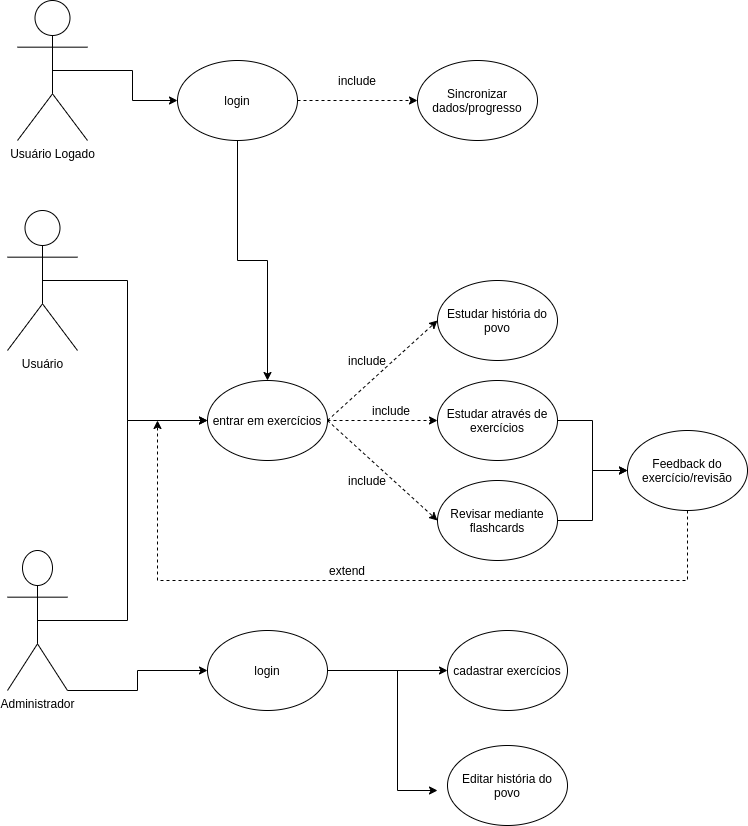 include
Sincronizar
dados/progresso
login
Usuário Logado
Usuário
Estudar história do
povo
include
entrar em exercícios
include
Estudar através de
exercícios
include
Revisar mediante
flashcards
Feedback do
exercício/revisão
extend
Administrador
login
cadastrar exercícios
Editar história do
povo